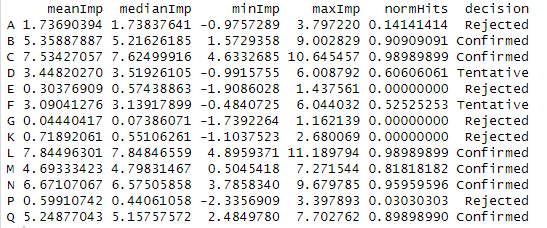 meanImp medianImp minImp maxImp normHits decision
A 1.73690394 1.73837641 -0.9757289 3.797220 0.14141414 Rejected
B 5.35887887 5.21626185 1.5729358 9.002829 0.90909091 Confirmed
C 7.53427057 7.62499916 4.6332685 10.645457 0.98989899 Confirmed
D 3.44820270 3.51926105 -0.9915755 6.008792 0.60606061 Tentative
E 0.30376909 0.57438863 -1.9086028 1.437561 0.00000000 Rejected
F 3.09041276 3.13917899 -0.4840725 6.044032 0.52525253 Tentative
G 0.04440417 0.07386071 -1.7392264 1.162139 0.00000000 Rejected
K 0.71892061 0.55106261 -1.1037523 2.680069 0.00000000 Rejected
L 7.84496301 7.84846559 4.8959371 11.189794 0.98989899 Confirmed
M 4.69333423 4.79831467 0.5045418 7.271544 0.81818182 Confirmed
N 6.67107067 6.57505858 3.7858340 9.679785 0.95959596 Confirmed
P 0.59910742 0.44061058 -2.3356909 3.397893 0.03030303 Rejected
Q 5.24877043 5.15757572 2.4849780 7.702762 0.89898990 Confirmed